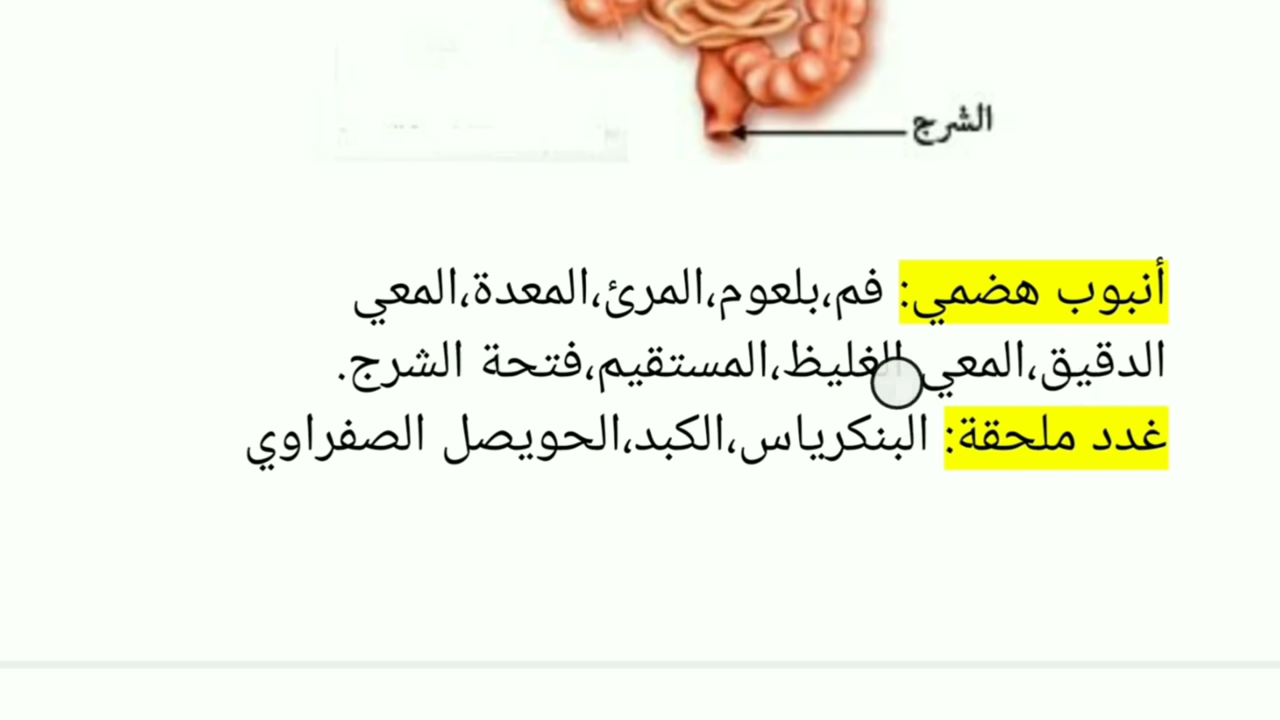 الشرج
أنبوب هضمي: فم،بلعوم،المرئ،المعدة،المعي
الدقيق،المعي الغليظ،المستقيم،فتحة الشرج.
غدد ملحقة: البنكرياس،الكبد،الحويصل الصفراوي